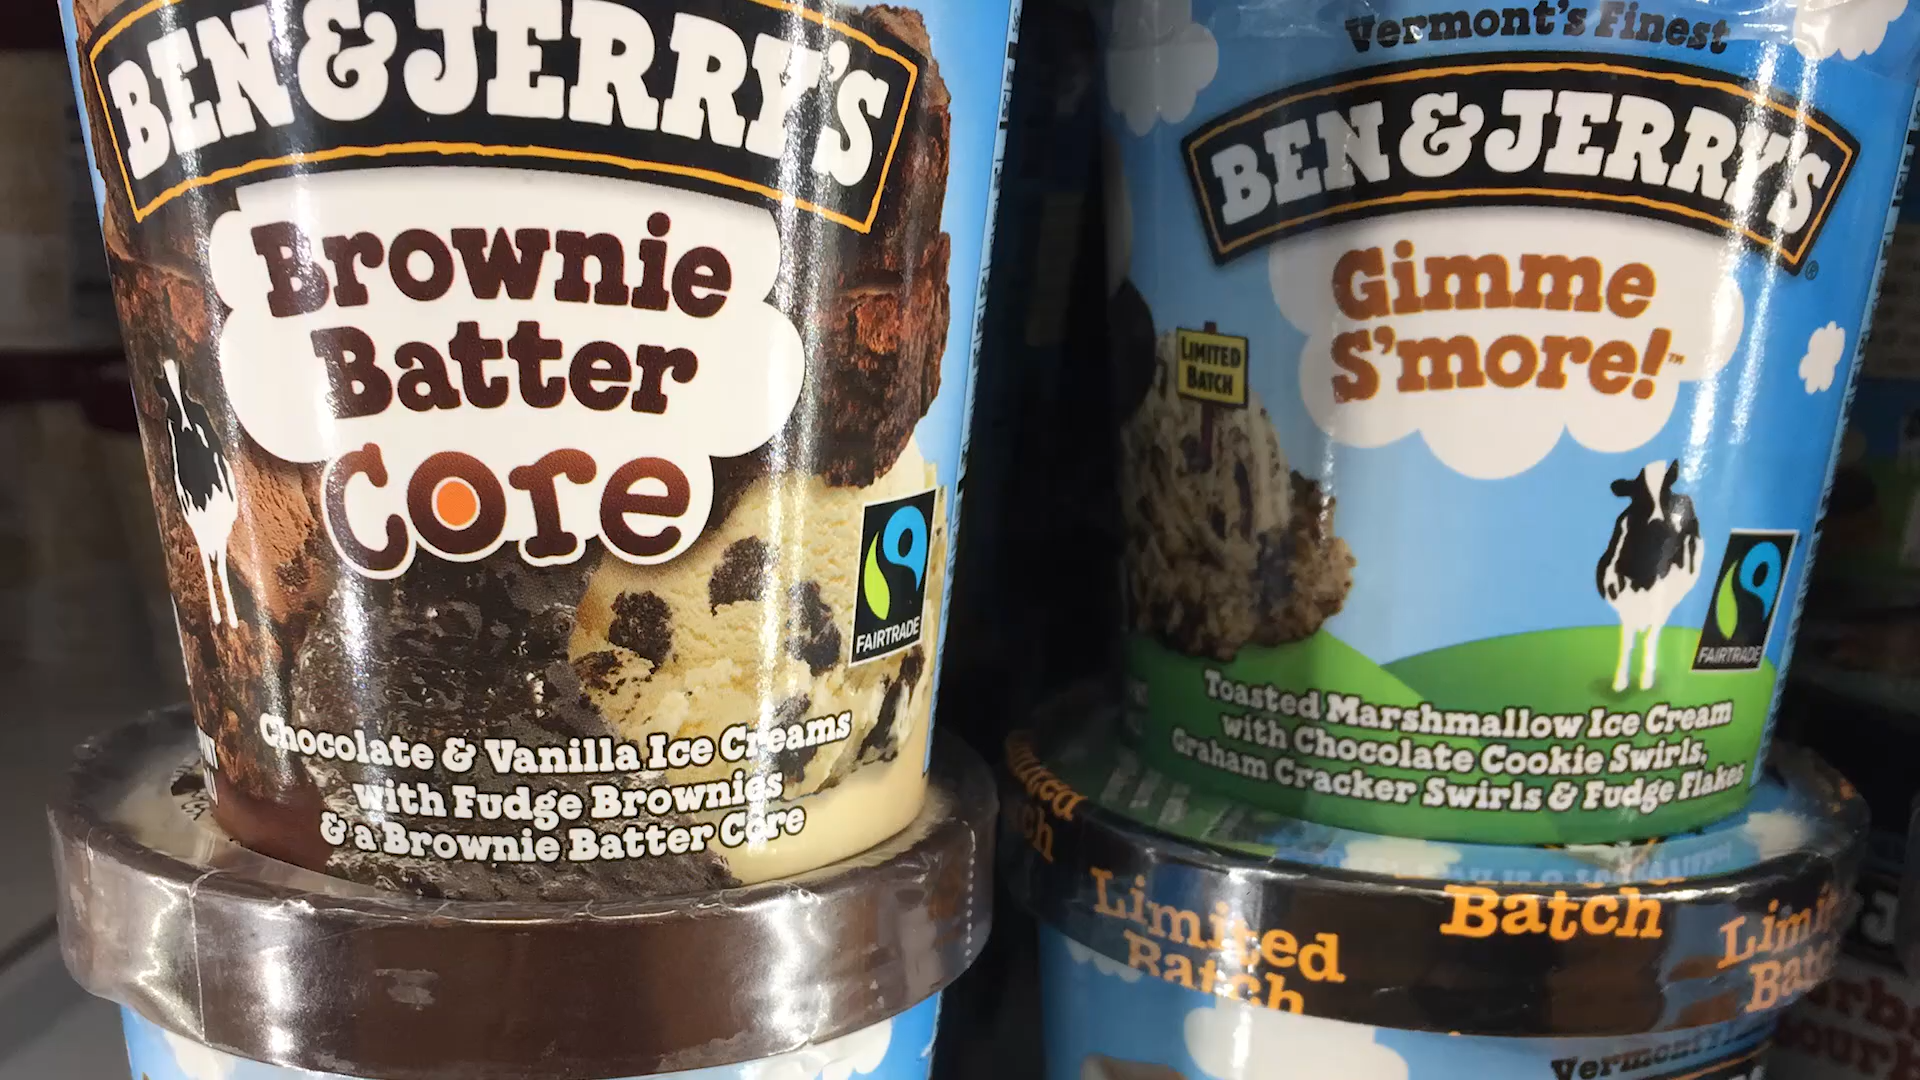 BEN & JERRY'S
Brownie
Batter
Core
FAIRTRADE
Chocolate & Vanilla Ice Creams
with Fudge Brownies
& a Brownie Batter Core
Vermont's Finest
BEN & JERRY'S®
Gimme
S'more!™
LIMITED
BATCH
FAIRTRADE
Toasted Marshmallow Ice Cream
with Chocolate Cookie Swirls,
Graham Cracker Swirls & Fudge Flakes
Limited
Batch
Batch
Vermont's